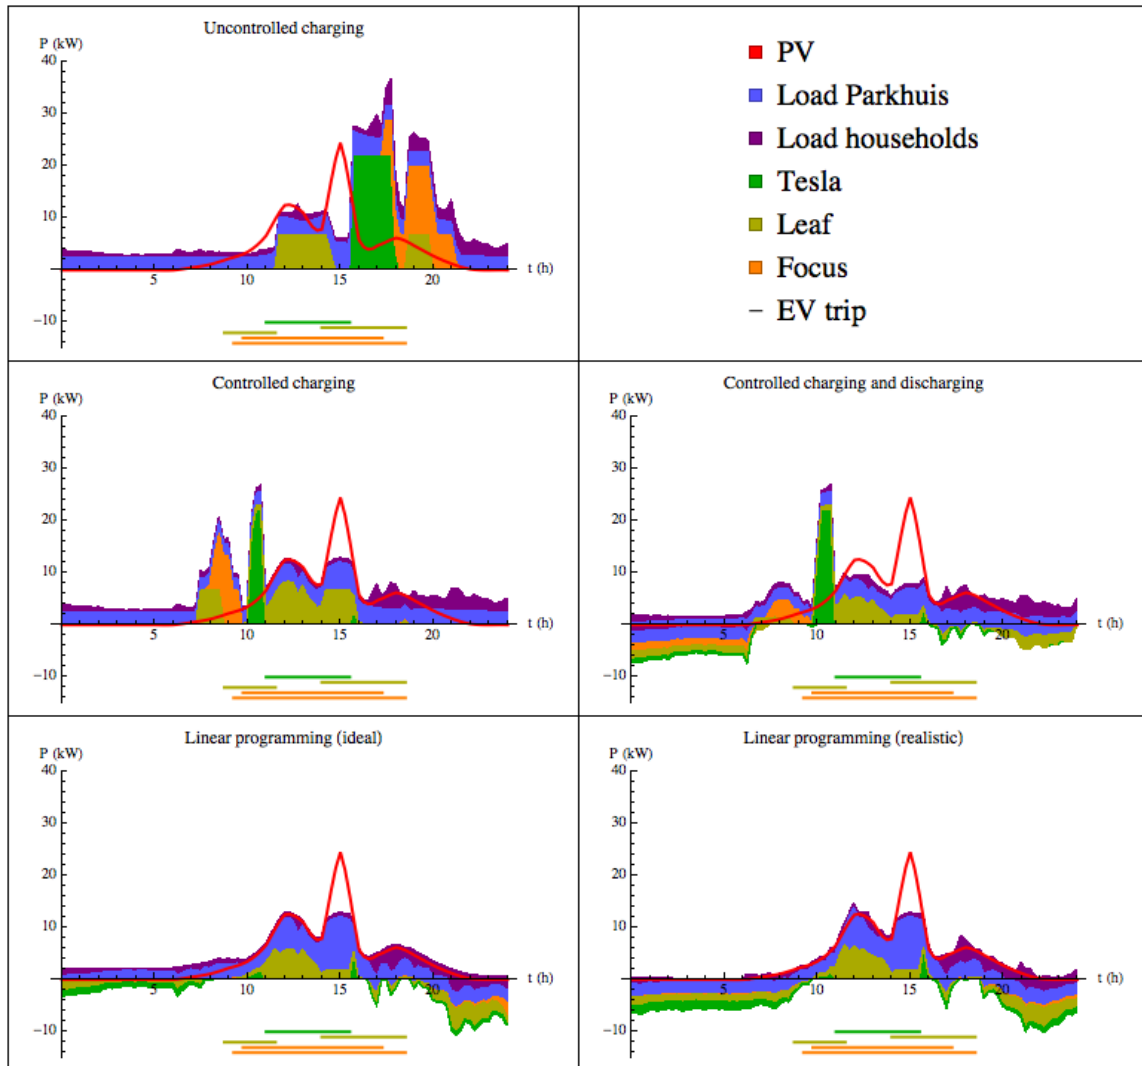 Uncontrolled charging
P (kW)
40
30
20
10
5 10 15 20 t (h)
−10
PV
Load Parkhuis
Load households
Tesla
Leaf
Focus
– EV trip
Controlled charging
P (kW)
40
30
20
10
5 10 15 20 t (h)
−10
Controlled charging and discharging
P (kW)
40
30
20
10
5 10 15 20 t (h)
−10
Linear programming (ideal)
P (kW)
40
30
20
10
5 10 15 20 t (h)
−10
Linear programming (realistic)
P (kW)
40
30
20
10
5 10 15 20 t (h)
−10